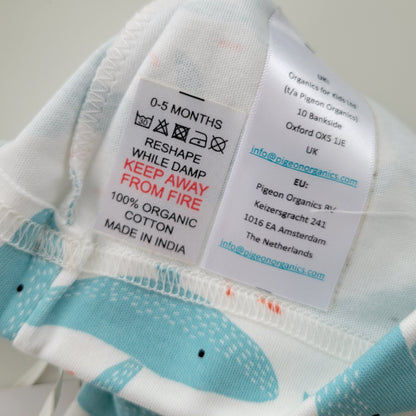 0-5 MONTHS
RESHAPE
WHILE DAMP
KEEP AWAY
FROM FIRE
100% ORGANIC
COTTON
MADE IN INDIA
UK:
Organics for Kids Ltd
(t/a Pigeon Organics)
10 Bankside
Oxford OX5 1JE
UK
info@pigeonorganics.com
EU:
Pigeon Organics BV
Keizersgracht 241
1016 EA Amsterdam
The Netherlands
info@pigeonorganics.com